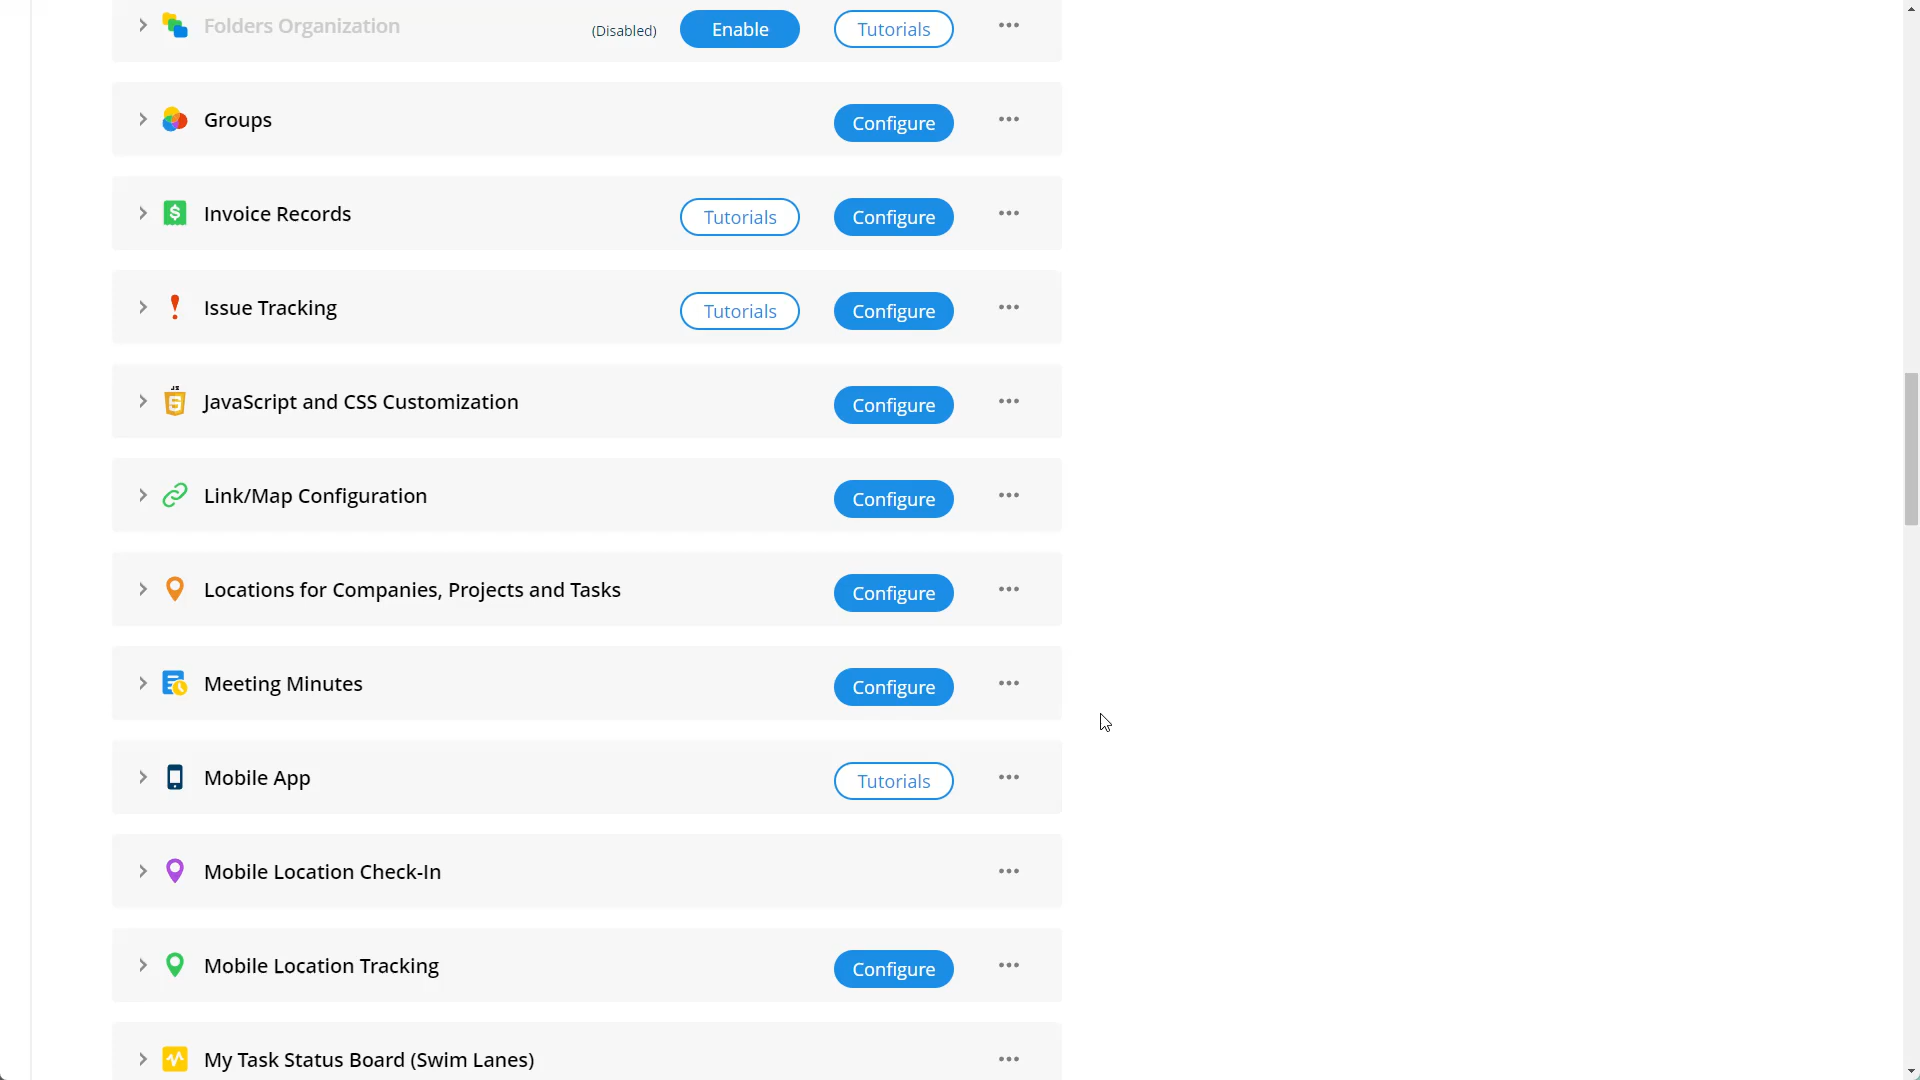 Folders Organization (Disabled) Enable Tutorials
Groups Configure
Invoice Records Tutorials Configure
Issue Tracking Tutorials Configure
JavaScript and CSS Customization Configure
Link/Map Configuration Configure
Locations for Companies, Projects and Tasks Configure
Meeting Minutes Configure
Mobile App Tutorials
Mobile Location Check-In
Mobile Location Tracking Configure
My Task Status Board (Swim Lanes)